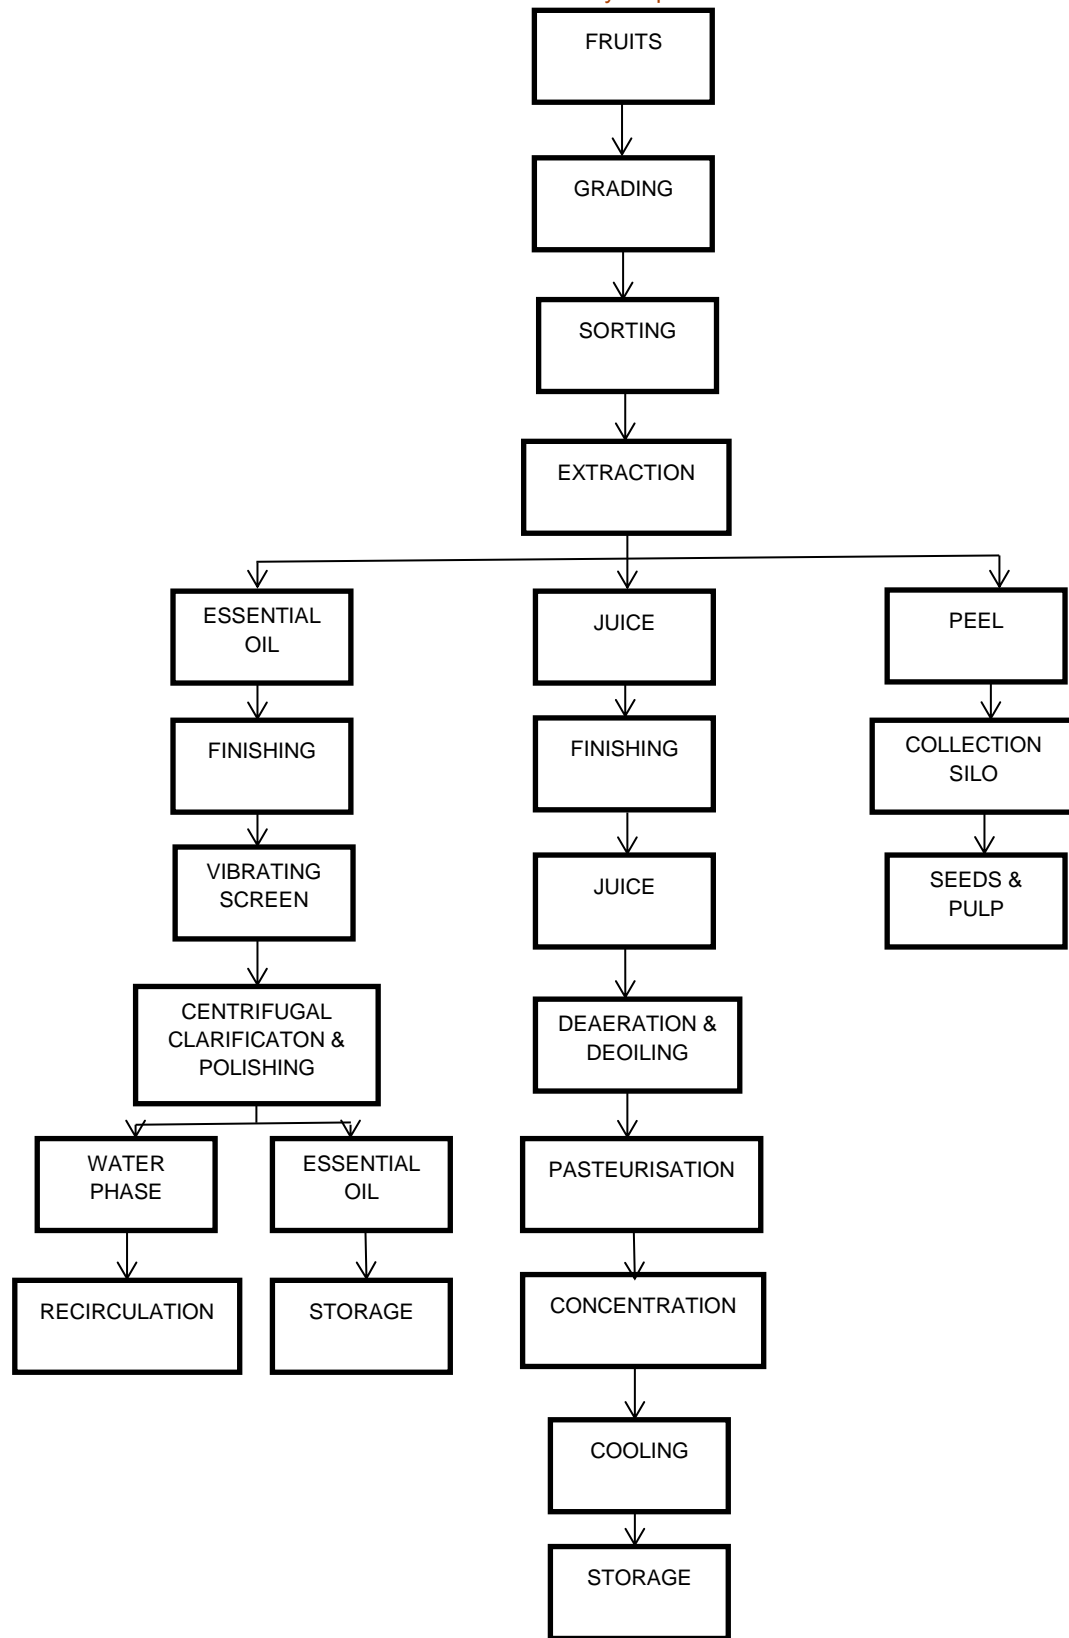 FRUITS
GRADING
SORTING
EXTRACTION
ESSENTIAL
OIL
JUICE
PEEL
FINISHING
FINISHING
COLLECTION
SILO
VIBRATING
SCREEN
JUICE
SEEDS &
PULP
CENTRIFUGAL
CLARIFICATON &
POLISHING
DEAERATION &
DEOILING
WATER
PHASE
ESSENTIAL
OIL
PASTEURISATION
RECIRCULATION
STORAGE
CONCENTRATION
COOLING
STORAGE